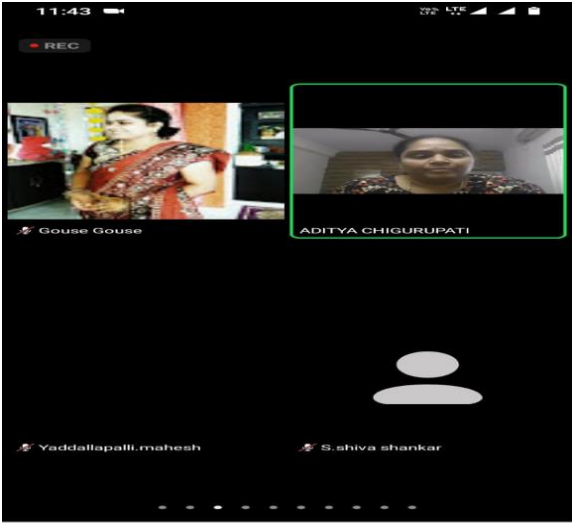 11:43
REC
Gouse Gouse
ADITYA CHIGURUPATI
Yaddallapalli.mahesh
S.shiva shankar